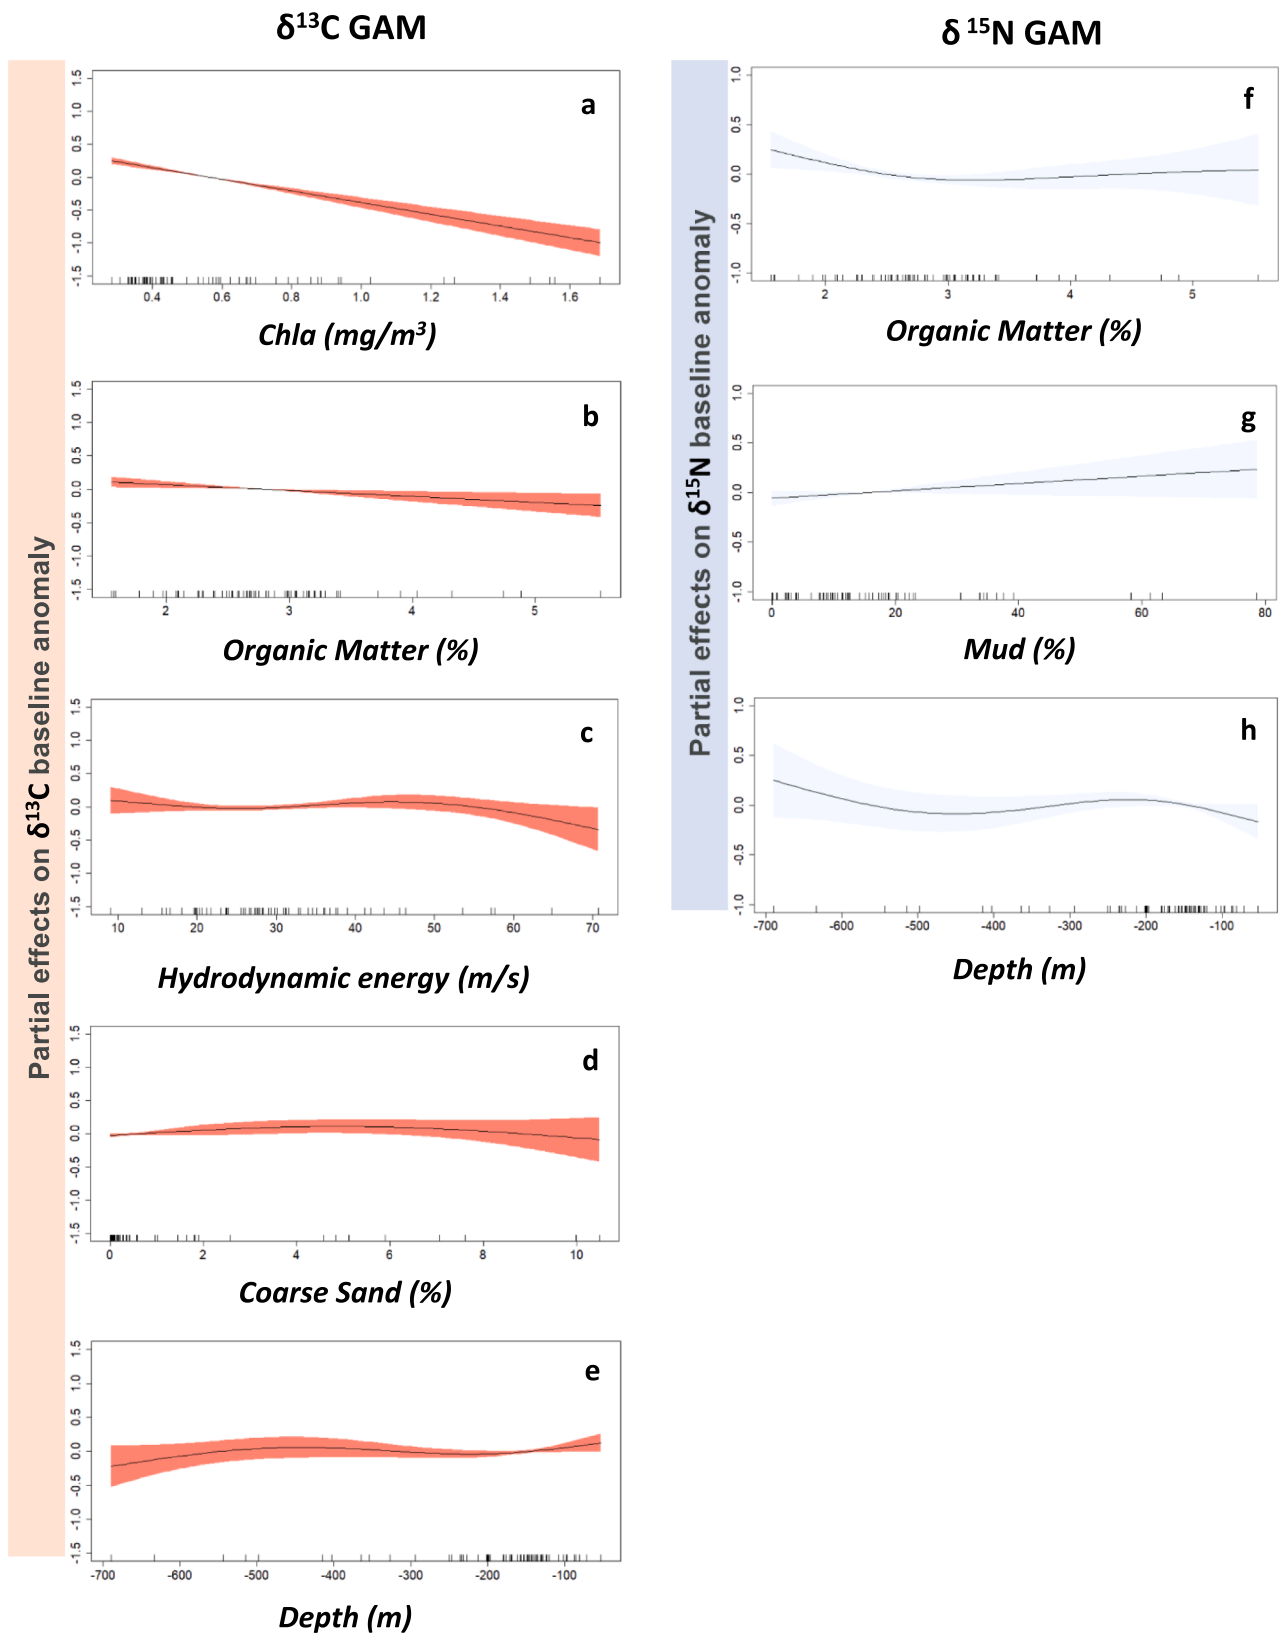 δ¹³C GAM
Partial effects on δ¹³C baseline anomaly
1.5
1.0
0.5
0.0
-0.5
-1.0
-1.5
a
0.4 0.6 0.8 1.0 1.2 1.4 1.6
Chla (mg/m³)
1.5
1.0
0.5
0.0
-0.5
-1.0
-1.5
b
2 3 4 5
Organic Matter (%)
1.5
1.0
0.5
0.0
-0.5
-1.0
-1.5
c
10 20 30 40 50 60 70
Hydrodynamic energy (m/s)
1.5
1.0
0.5
0.0
-0.5
-1.0
-1.5
d
0 2 4 6 8 10
Coarse Sand (%)
1.5
1.0
0.5
0.0
-0.5
-1.0
-1.5
e
-700 -600 -500 -400 -300 -200 -100
Depth (m)
δ ¹⁵N GAM
Partial effects on δ¹⁵N baseline anomaly
1.0
0.5
0.0
-0.5
-1.0
f
2 3 4 5
Organic Matter (%)
1.0
0.5
0.0
-0.5
-1.0
g
0 20 40 60 80
Mud (%)
1.0
0.5
0.0
-0.5
-1.0
h
-700 -600 -500 -400 -300 -200 -100
Depth (m)